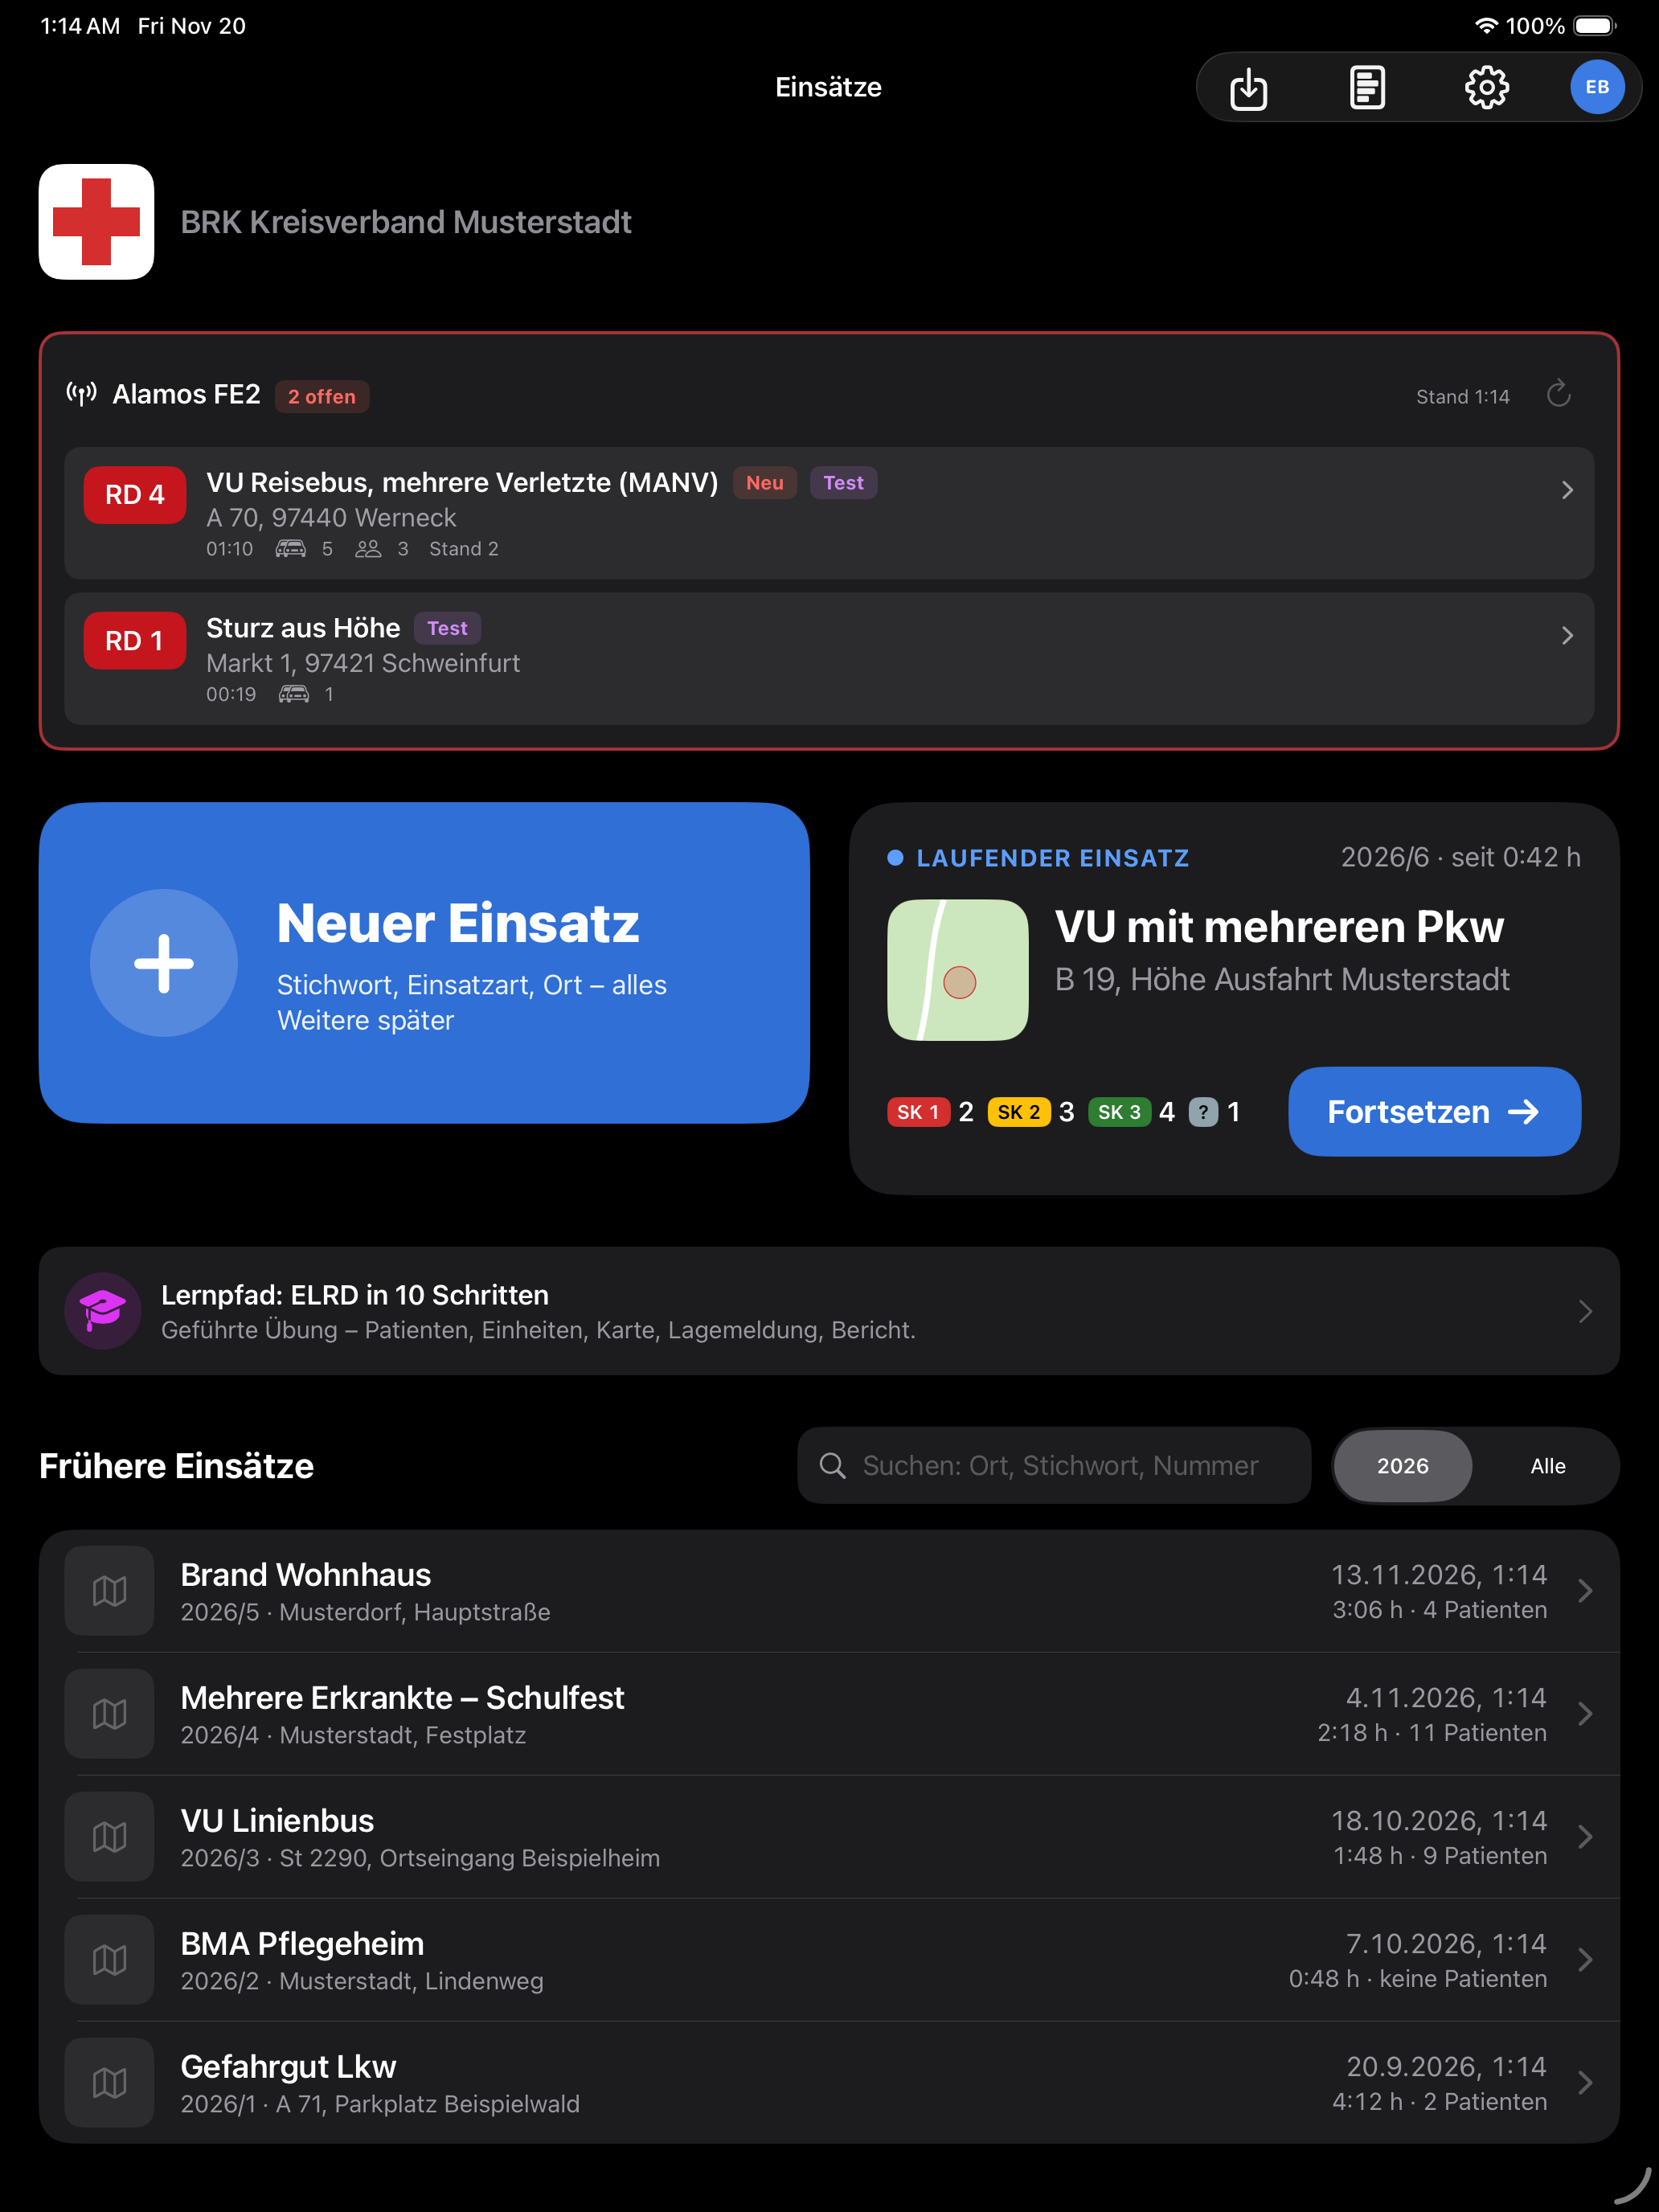 1:14 AM Fri Nov 20
100%
Einsätze
EB
BRK Kreisverband Musterstadt
Alamos FE2 2 offen
Stand 1:14
RD 4 VU Reisebus, mehrere Verletzte (MANV) Neu Test
A 70, 97440 Werneck
01:10 5 3 Stand 2
RD 1 Sturz aus Höhe Test
Markt 1, 97421 Schweinfurt
00:19 1
Neuer Einsatz
Stichwort, Einsatzart, Ort – alles
Weitere später
LAUFENDER EINSATZ 2026/6 · seit 0:42 h
VU mit mehreren Pkw
B 19, Höhe Ausfahrt Musterstadt
SK 1 2 SK 2 3 SK 3 4 ? 1
Fortsetzen
Lernpfad: ELRD in 10 Schritten
Geführte Übung – Patienten, Einheiten, Karte, Lagemeldung, Bericht.
Frühere Einsätze
Suchen: Ort, Stichwort, Nummer
2026 Alle
Brand Wohnhaus 13.11.2026, 1:14
2026/5 · Musterdorf, Hauptstraße 3:06 h · 4 Patienten
Mehrere Erkrankte – Schulfest 4.11.2026, 1:14
2026/4 · Musterstadt, Festplatz 2:18 h · 11 Patienten
VU Linienbus 18.10.2026, 1:14
2026/3 · St 2290, Ortseingang Beispielheim 1:48 h · 9 Patienten
BMA Pflegeheim 7.10.2026, 1:14
2026/2 · Musterstadt, Lindenweg 0:48 h · keine Patienten
Gefahrgut Lkw 20.9.2026, 1:14
2026/1 · A 71, Parkplatz Beispielwald 4:12 h · 2 Patienten